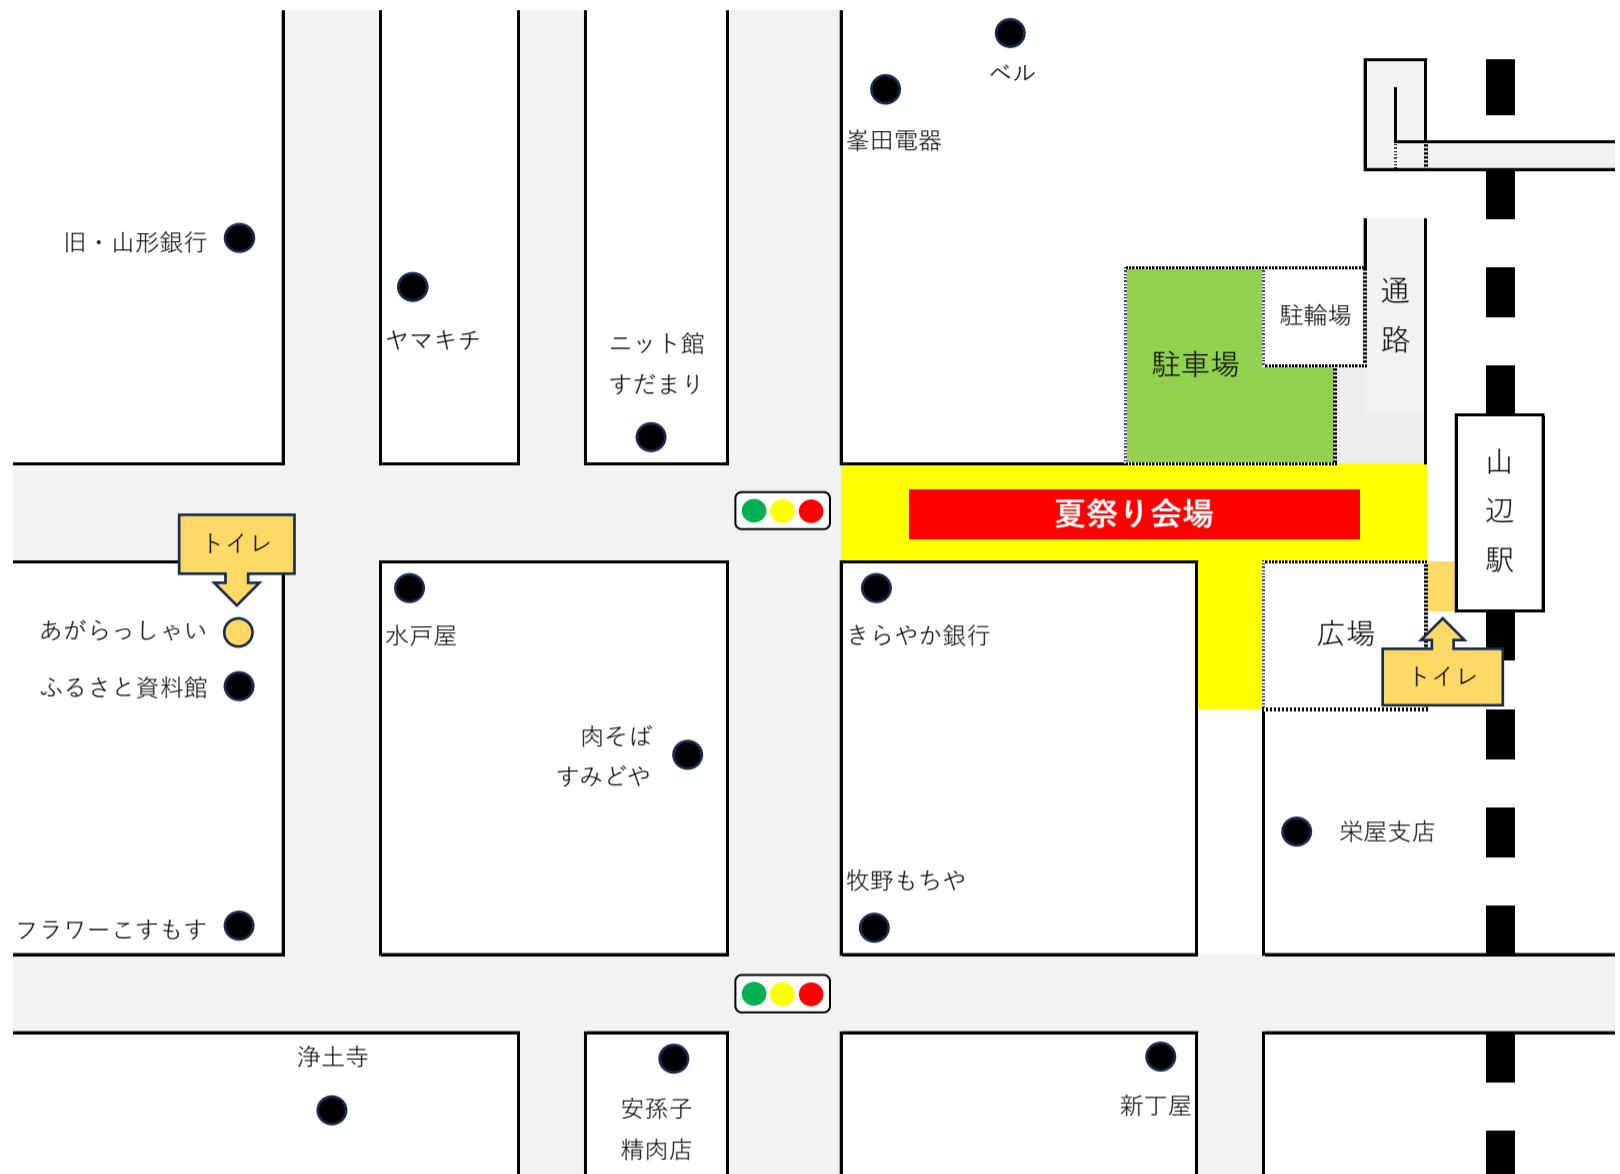 ベル
峯田電器
旧・山形銀行
ヤマキチ
ニット館
すだまり
駐輪場
通路
駐車場
山辺駅
夏祭り会場
トイレ
あがらっしゃい
ふるさと資料館
水戸屋
きらやか銀行
広場
トイレ
肉そば
すみどや
栄屋支店
牧野もちや
フラワーこすもす
浄土寺
安孫子
精肉店
新丁屋